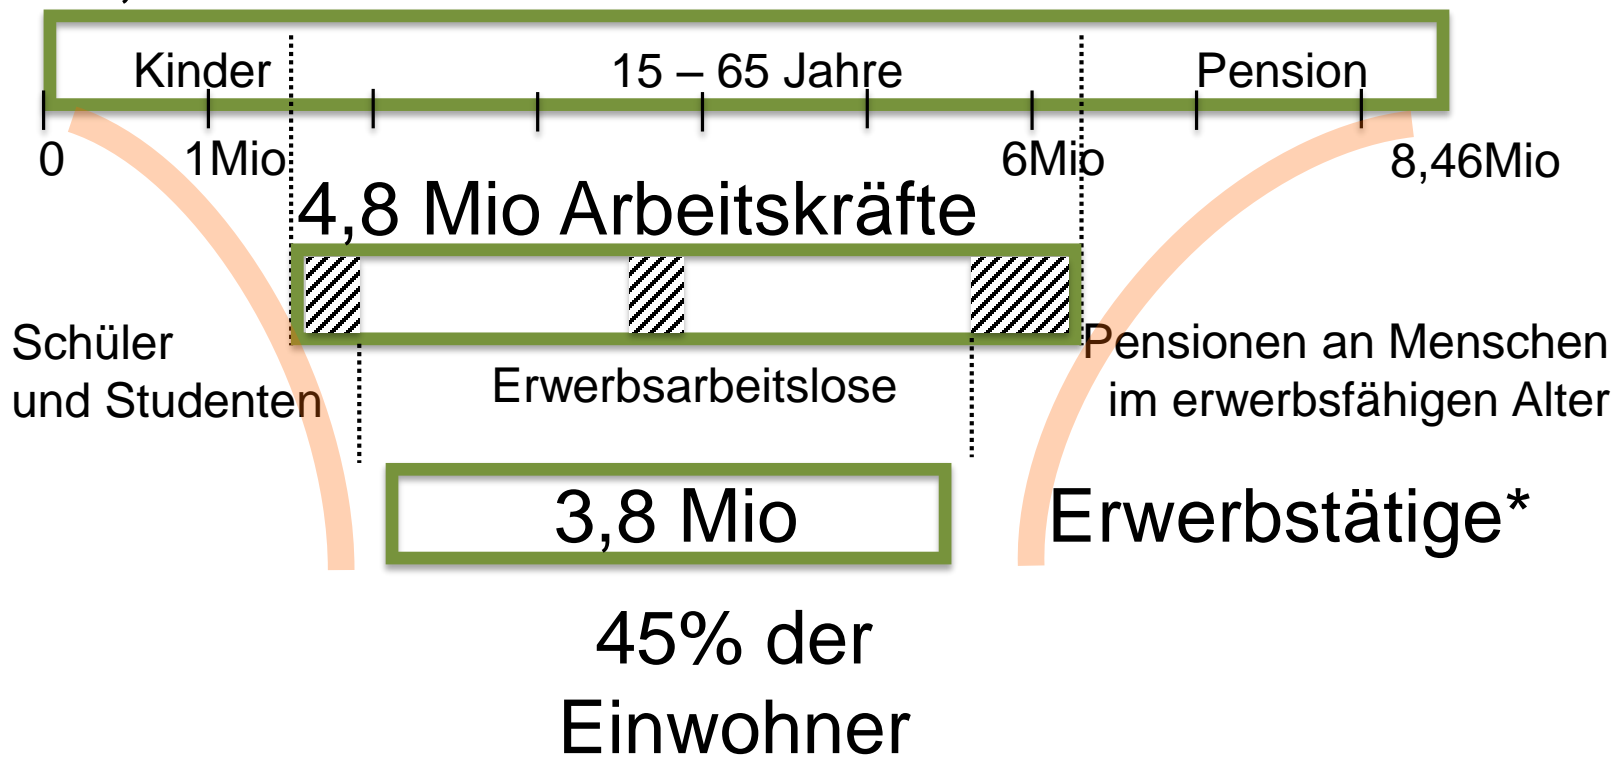 Kinder 15 – 65 Jahre Pension
0 1Mio 6Mio 8,46Mio
4,8 Mio Arbeitskräfte
Schüler
und Studenten
Erwerbsarbeitslose
Pensionen an Menschen
im erwerbsfähigen Alter
3,8 Mio Erwerbstätige*
45% der
Einwohner